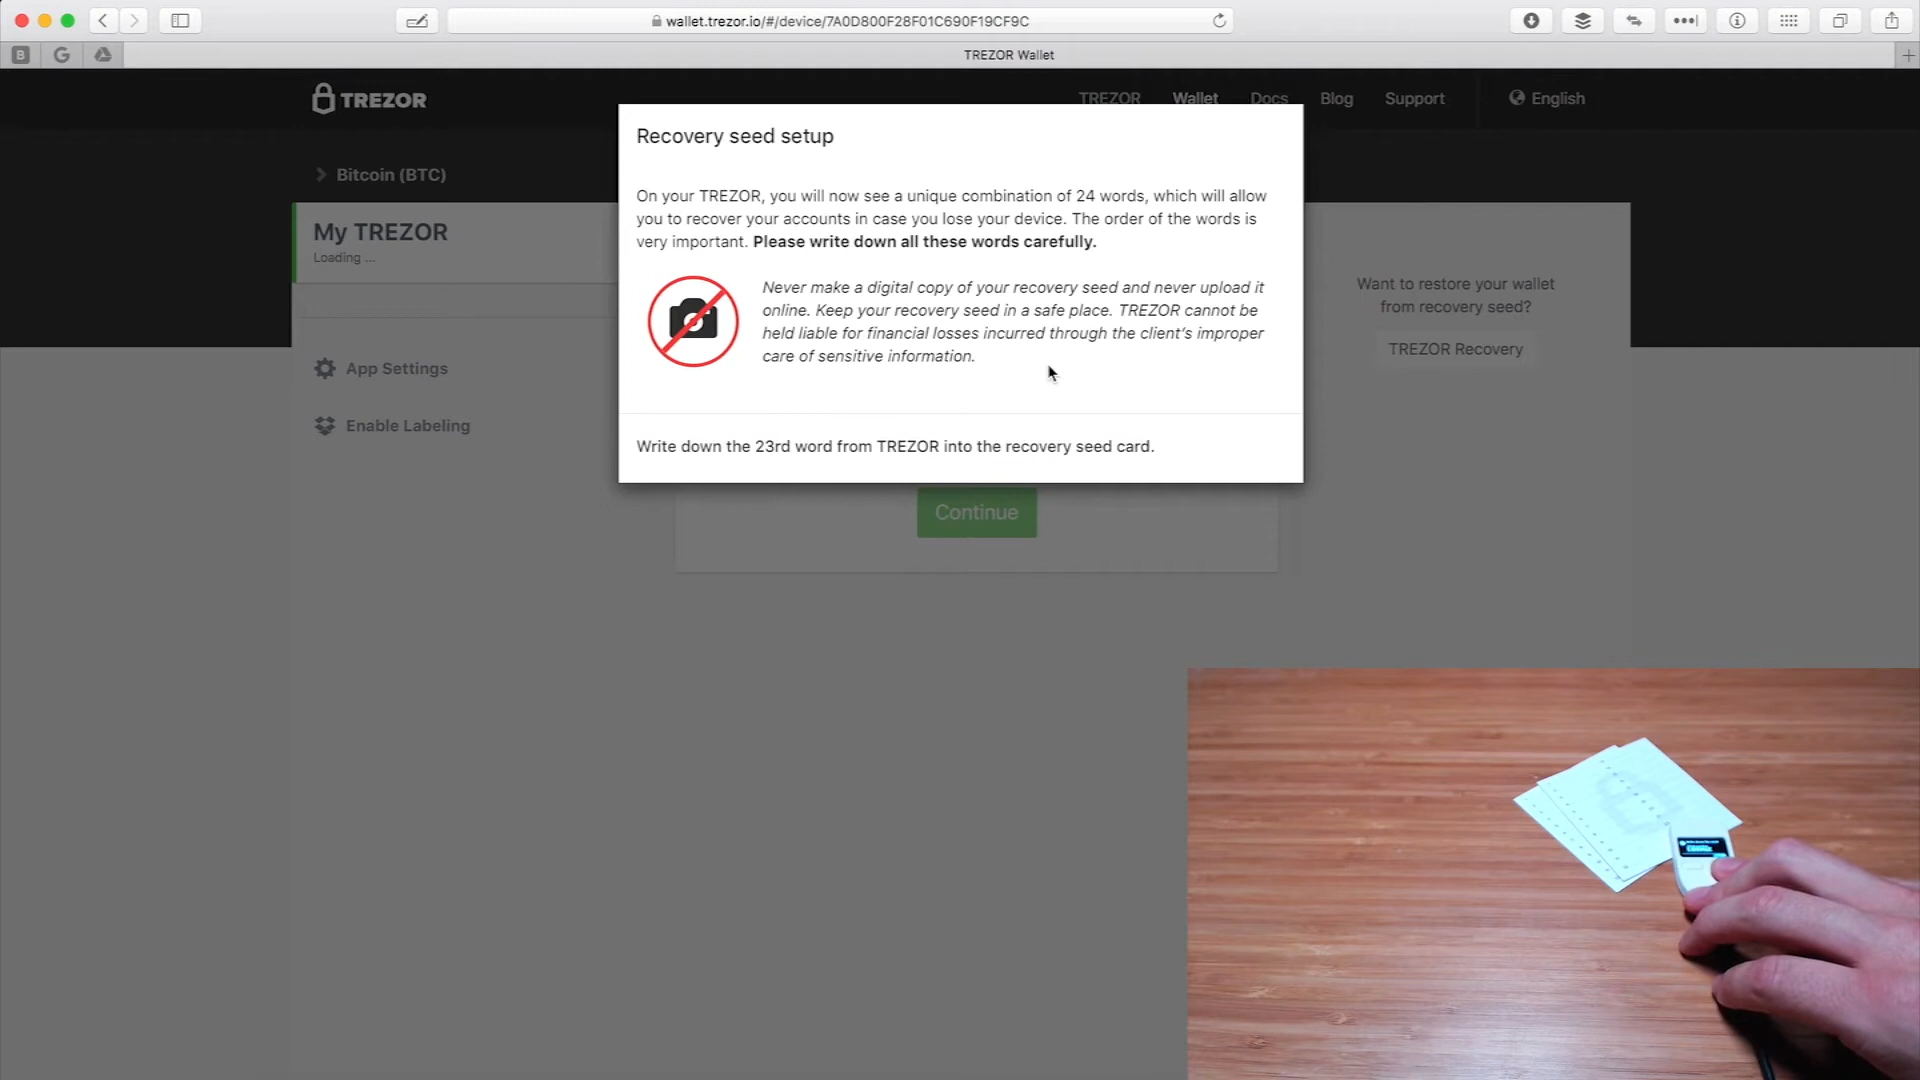 wallet.trezor.io/#/device/7A0D800F28F01C690F19CF9C
B
G
TREZOR Wallet
TREZOR
TREZOR Wallet Docs Blog Support English
Bitcoin (BTC)
My TREZOR
Loading ...
App Settings
Enable Labeling
Recovery seed setup
On your TREZOR, you will now see a unique combination of 24 words, which will allow
you to recover your accounts in case you lose your device. The order of the words is
very important. Please write down all these words carefully.
Never make a digital copy of your recovery seed and never upload it
online. Keep your recovery seed in a safe place. TREZOR cannot be
held liable for financial losses incurred through the client's improper
care of sensitive information.
Write down the 23rd word from TREZOR into the recovery seed card.
Continue
Want to restore your wallet
from recovery seed?
TREZOR Recovery